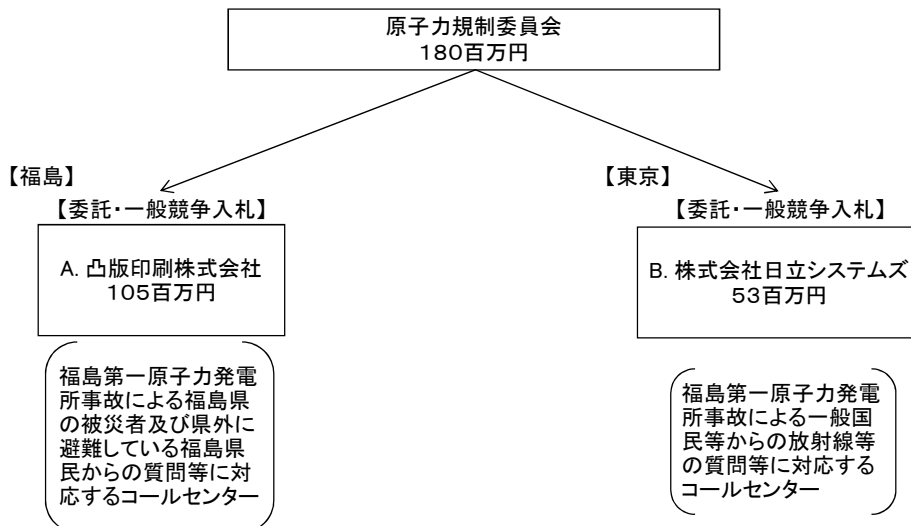 原子力規制委員会
180百万円
【福島】
【委託・一般競争入札】
A. 凸版印刷株式会社
105百万円
福島第一原子力発電
所事故による福島県
の被災者及び県外に
避難している福島県
民からの質問等に対
応するコールセンター
【東京】
【委託・一般競争入札】
B. 株式会社日立システムズ
53百万円
福島第一原子力発電
所事故による一般国
民等からの放射線等
の質問等に対応する
コールセンター